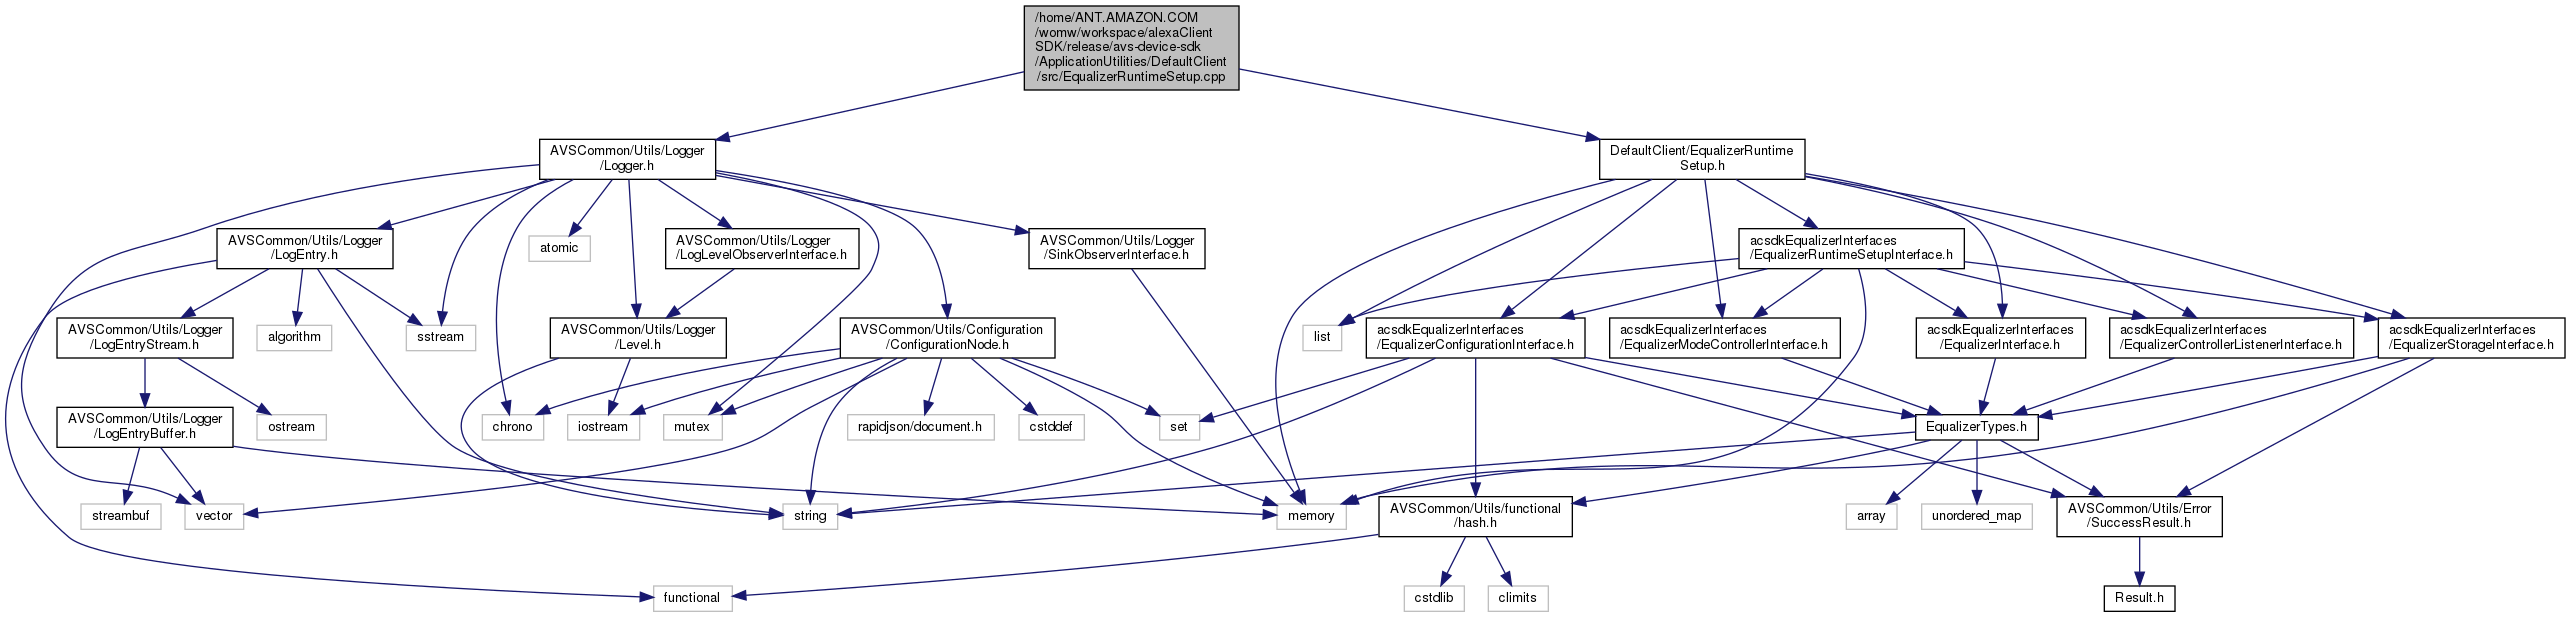 /home/ANT.AMAZON.COM
/womw/workspace/alexaClient
SDK/release/avs-device-sdk
/ApplicationUtilities/DefaultClient
/src/EqualizerRuntimeSetup.cpp
AVSCommon/Utils/Logger
/Logger.h
DefaultClient/EqualizerRuntime
Setup.h
AVSCommon/Utils/Logger
/LogEntry.h
atomic
AVSCommon/Utils/Logger
/LogLevelObserverInterface.h
AVSCommon/Utils/Logger
/SinkObserverInterface.h
acsdkEqualizerInterfaces
/EqualizerRuntimeSetupInterface.h
AVSCommon/Utils/Logger
/LogEntryStream.h
algorithm
sstream
AVSCommon/Utils/Logger
/Level.h
AVSCommon/Utils/Configuration
/ConfigurationNode.h
list
acsdkEqualizerInterfaces
/EqualizerConfigurationInterface.h
acsdkEqualizerInterfaces
/EqualizerModeControllerInterface.h
acsdkEqualizerInterfaces
/EqualizerInterface.h
acsdkEqualizerInterfaces
/EqualizerControllerListenerInterface.h
acsdkEqualizerInterfaces
/EqualizerStorageInterface.h
AVSCommon/Utils/Logger
/LogEntryBuffer.h
ostream
chrono
iostream
mutex
rapidjson/document.h
cstddef
set
EqualizerTypes.h
streambuf
vector
string
memory
AVSCommon/Utils/functional
/hash.h
array
unordered_map
AVSCommon/Utils/Error
/SuccessResult.h
functional
cstdlib
climits
Result.h